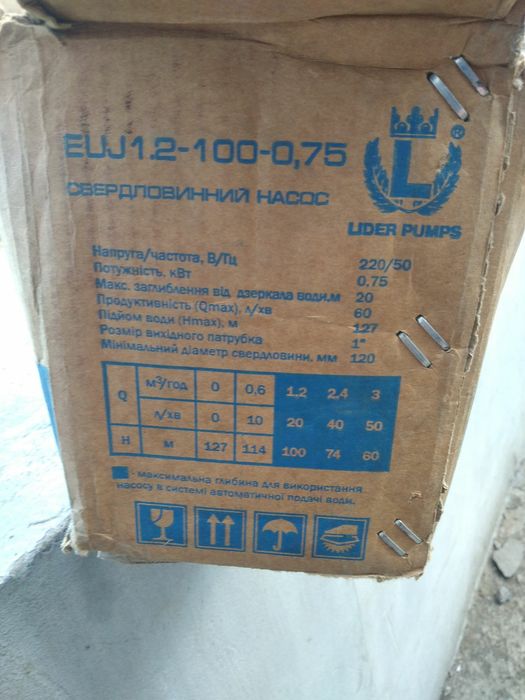 EUJ1.2-100-0,75
СВЕРДЛОВИННИЙ НАСОС
L
®
LIDER PUMPS
Напруга/частота, В/Гц 220/50
Потужність, кВт 0.75
Макс. заглиблення від дзеркала води.м 20
Продуктивність (Qmax), л/хв 60
Підйом води (Hmax), м 127
Розмір вихідного патрубка 1"
Мінімальний діаметр свердловини, мм 120
Q м³/год 0 0,6 1,2 2,4 3
л/хв 0 10 20 40 50
H м 127 114 100 74 60
- максимальна глибина для використання
насосу в системі автоматичної подачі води.